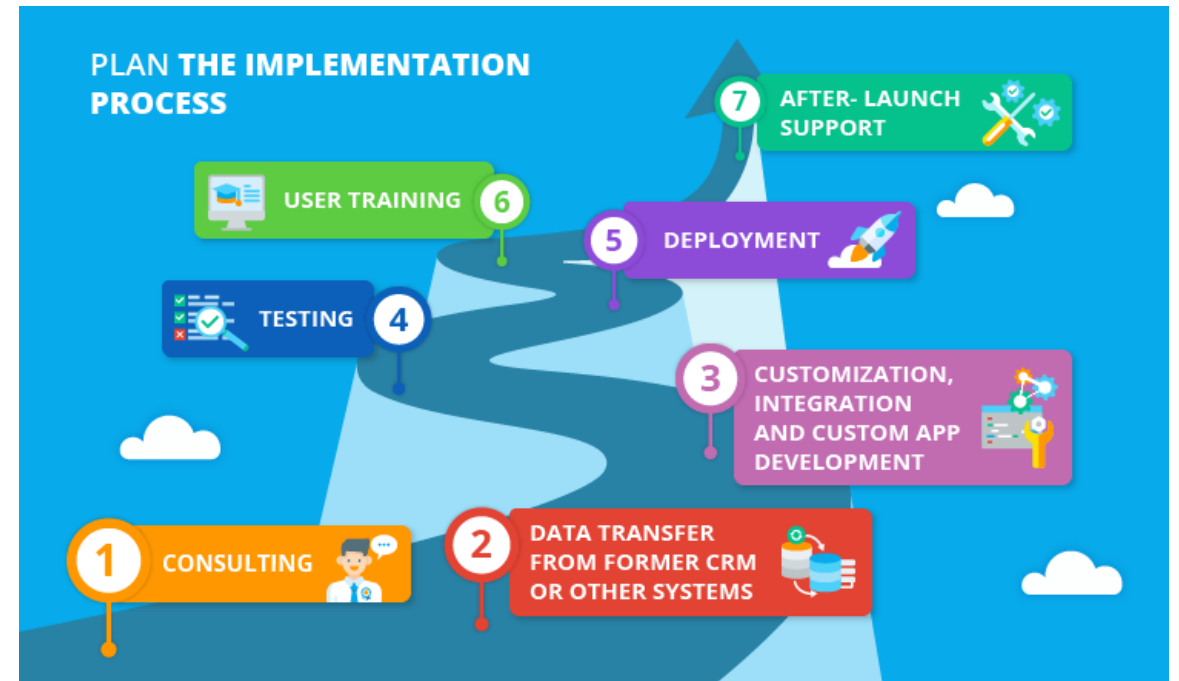 PLAN THE IMPLEMENTATION
PROCESS
1
CONSULTING
2
DATA TRANSFER
FROM FORMER CRM
OR OTHER SYSTEMS
3
CUSTOMIZATION,
INTEGRATION
AND CUSTOM APP
DEVELOPMENT
4
TESTING
5
DEPLOYMENT
6
USER TRAINING
7
AFTER- LAUNCH
SUPPORT